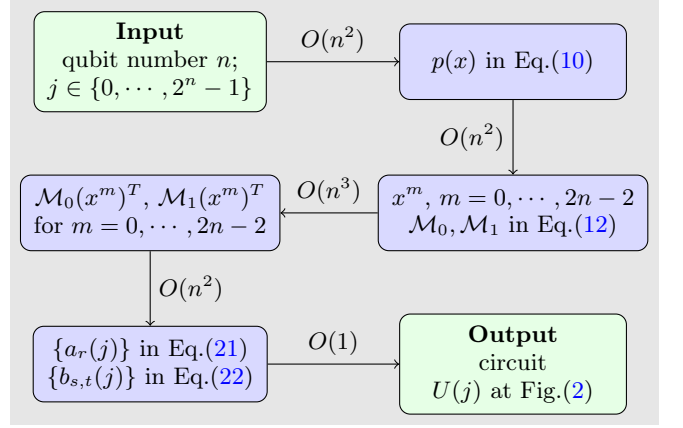 Input
qubit number n;
j ∈ {0, ⋯ , 2^n − 1}
O(n^2)
p(x) in Eq.(10)
O(n^2)
x^m, m = 0, ⋯ , 2n − 2
ℳ_0, ℳ_1 in Eq.(12)
O(n^3)
ℳ_0(x^m)^T, ℳ_1(x^m)^T
for m = 0, ⋯ , 2n − 2
O(n^2)
{a_r(j)} in Eq.(21)
{b_{s,t}(j)} in Eq.(22)
O(1)
Output
circuit
U(j) at Fig.(2)